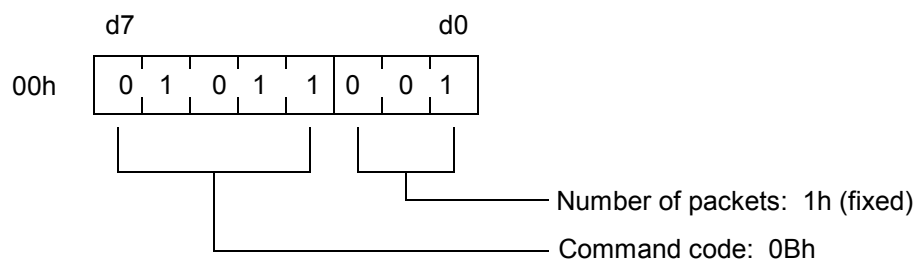 d7 d0
00h 0 1 0 1 1 0 0 1
Number of packets: 1h (fixed)
Command code: 0Bh